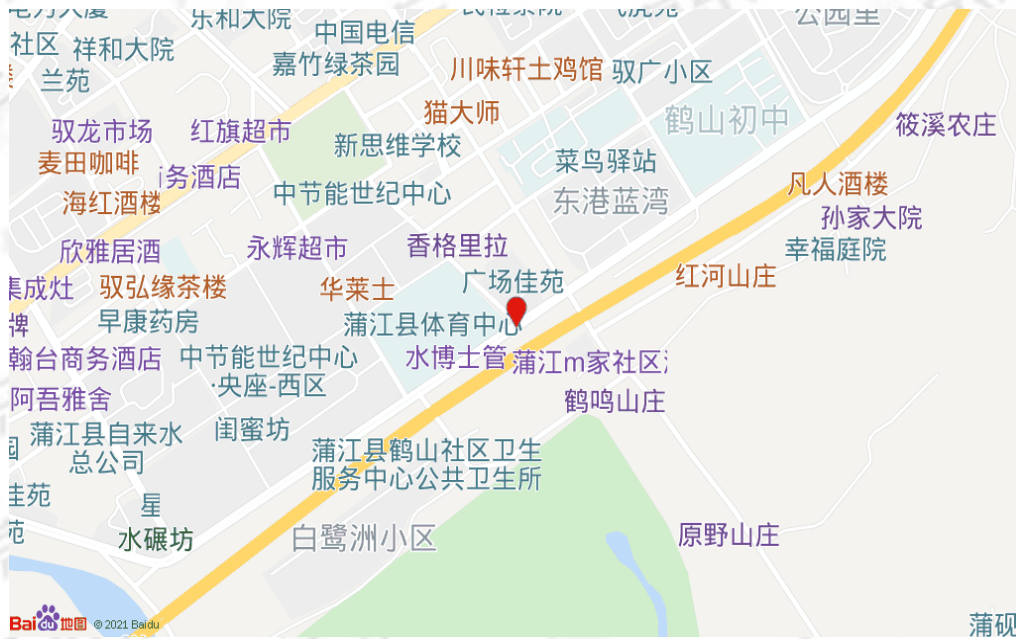 乐和大院
中国电信
公园里
社区
祥和大院
嘉竹绿茶园
川味轩土鸡馆
驭广小区
兰苑
猫大师
鹤山初中
筱溪农庄
驭龙市场
红旗超市
新思维学校
菜鸟驿站
麦田咖啡
务酒店
中节能世纪中心
东港蓝湾
凡人酒楼
海红酒楼
孙家大院
欣雅居酒
永辉超市
香格里拉
幸福庭院
广场佳苑
红河山庄
集成灶
驭弘缘茶楼
华莱士
牌
早康药房
蒲江县体育中心
翰台商务酒店
中节能世纪中心
·央座-西区
水博士管
蒲江m家社区
阿吾雅舍
鹤鸣山庄
蒲江县自来水
总公司
闺蜜坊
蒲江县鹤山社区卫生
服务中心公共卫生所
佳苑
星
苑
水碾坊
白鹭洲小区
原野山庄
Bai du 地图
© 2021 Baidu
蒲砚